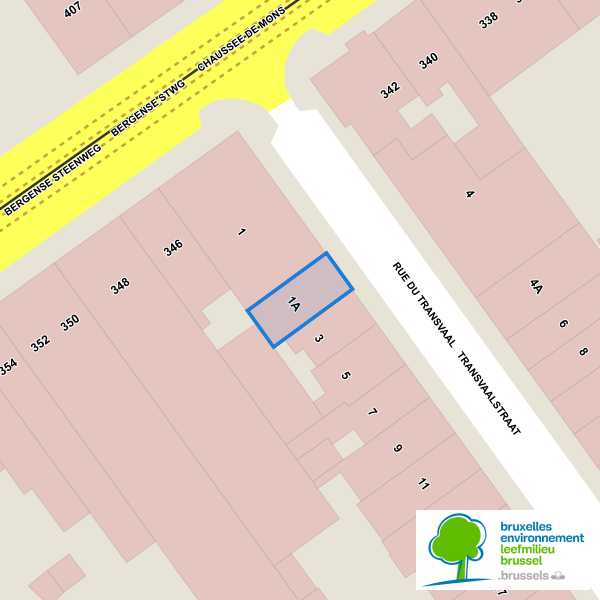 407
338
340
342
CHAUSSÉE DE MONS
BERGENSE STWG
BERGENSE STEENWEG
4
1
346
348
350
352
354
1A
RUE DU TRANSVAAL TRANSVAALSTRAAT
4A
6
8
3
5
7
9
11
bruxelles
environnement
leefmilieu
brussel
.brussels